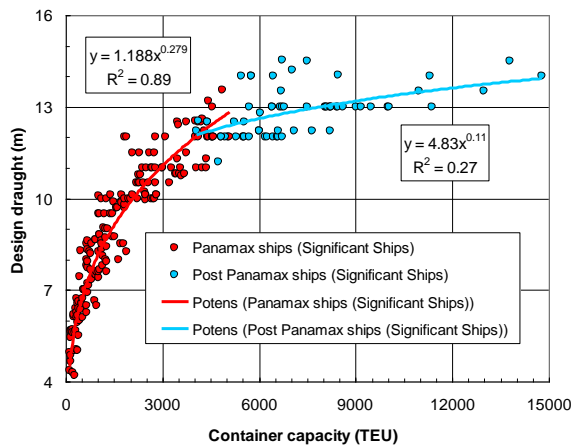 16
13
10
7
4
Design draught (m)
y = 1.188x^0.279
R² = 0.89
y = 4.83x^0.11
R² = 0.27
Panamax ships (Significant Ships)
Post Panamax ships (Significant Ships)
Potens (Panamax ships (Significant Ships))
Potens (Post Panamax ships (Significant Ships))
0 3000 6000 9000 12000 15000
Container capacity (TEU)